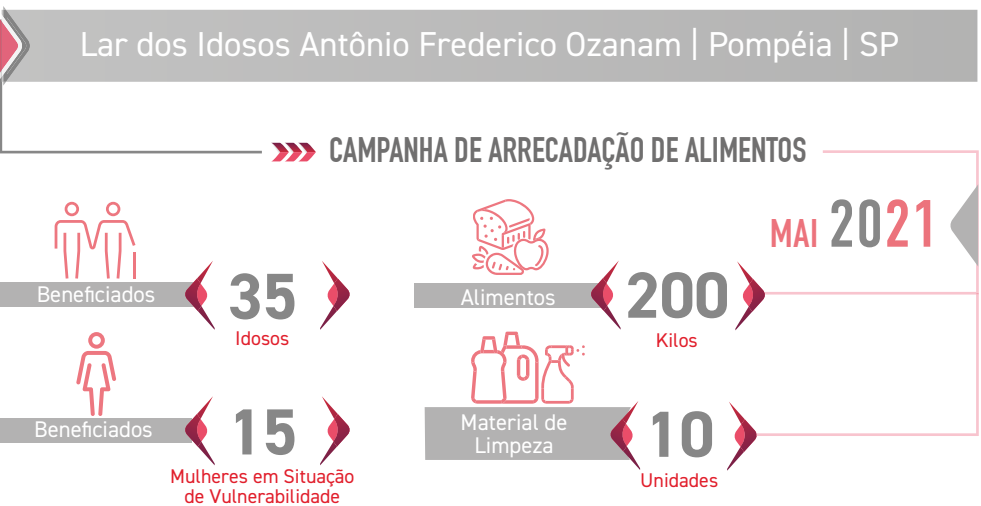 Lar dos Idosos Antônio Frederico Ozanam | Pompéia | SP
CAMPANHA DE ARRECADAÇÃO DE ALIMENTOS
MAI 2021
Beneficiados
35
Idosos
Alimentos
200
Kilos
Beneficiados
15
Mulheres em Situação
de Vulnerabilidade
Material de
Limpeza
10
Unidades